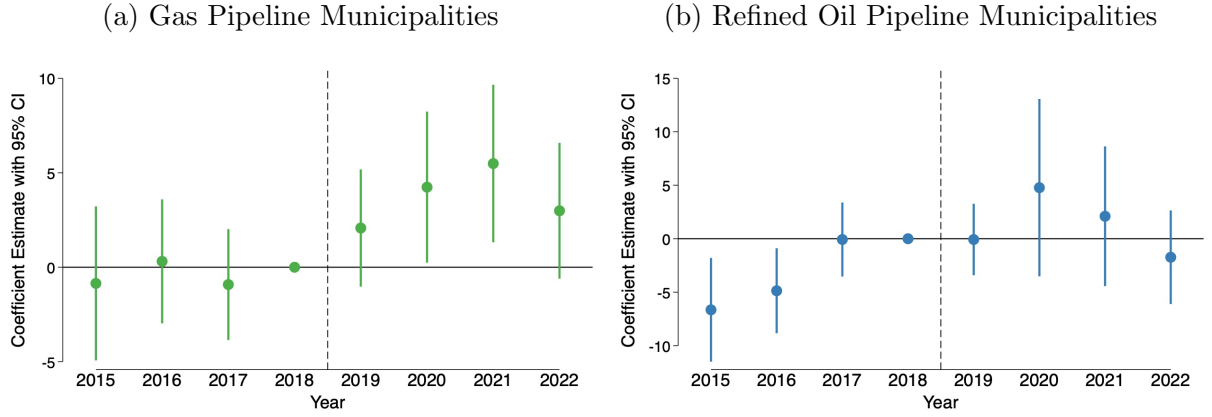 (a) Gas Pipeline Municipalities
Coefficient Estimate with 95% CI
10
5
0
-5
2015 2016 2017 2018 2019 2020 2021 2022
Year
(b) Refined Oil Pipeline Municipalities
Coefficient Estimate with 95% CI
15
10
5
0
-5
-10
2015 2016 2017 2018 2019 2020 2021 2022
Year